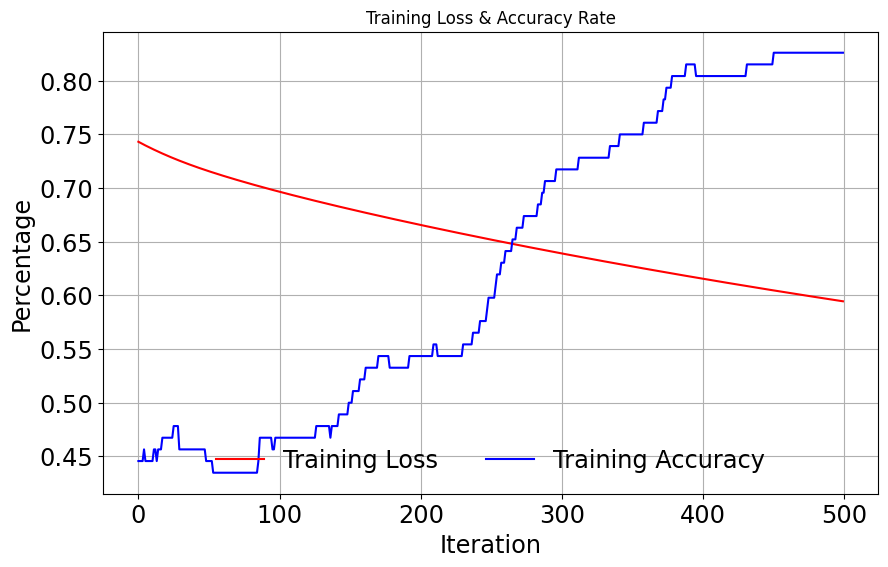 Training Loss & Accuracy Rate
Percentage
0.80
0.75
0.70
0.65
0.60
0.55
0.50
0.45
Training Loss
Training Accuracy
0 100 200 300 400 500
Iteration